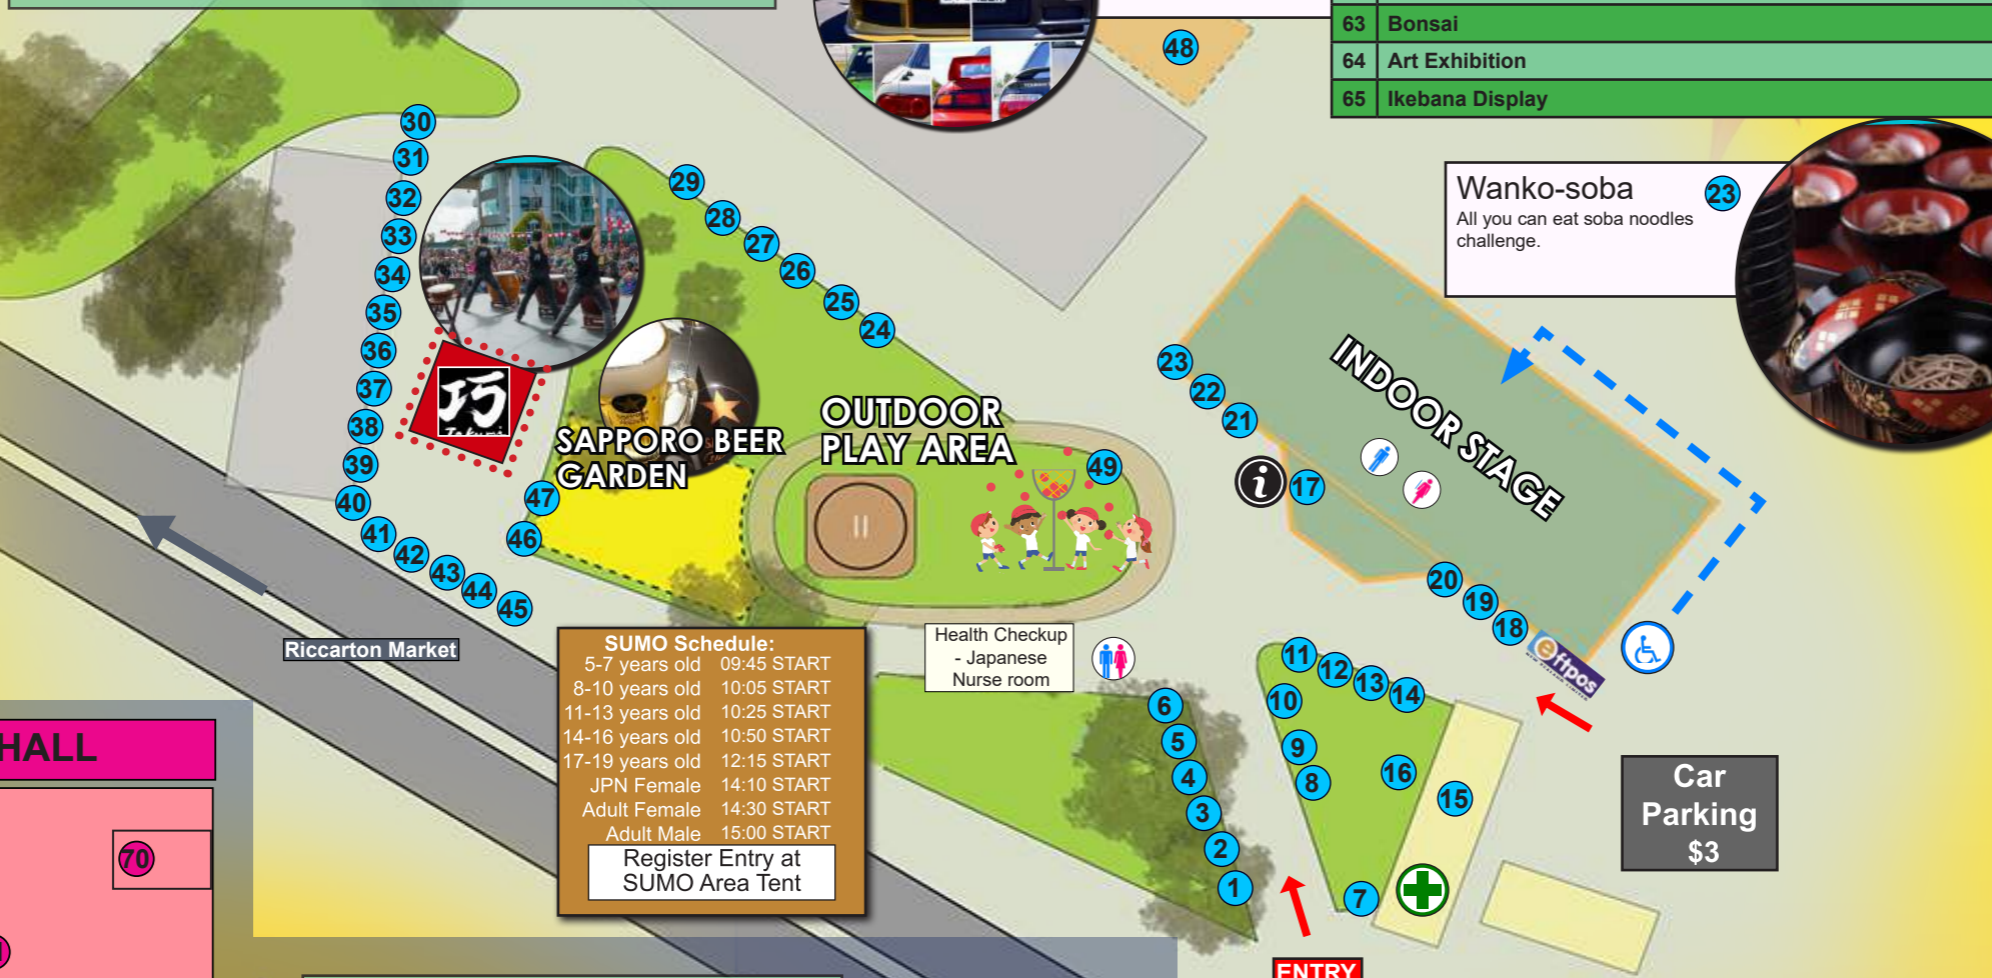 63 Bonsai
64 Art Exhibition
65 Ikebana Display
48
30
31
32
33
34
35
36
37
38
39
40
41
42
43
44
45
29
28
27
26
25
24
巧
Takumi
SAPPORO BEER
GARDEN
47
46
OUTDOOR
PLAY AREA
49
Wanko-soba 23
All you can eat soba noodles
challenge.
INDOOR STAGE
23
22
21
i
17
20
19
18
eftpos
Riccarton Market
SUMO Schedule:
5-7 years old 09:45 START
8-10 years old 10:05 START
11-13 years old 10:25 START
14-16 years old 10:50 START
17-19 years old 12:15 START
JPN Female 14:10 START
Adult Female 14:30 START
Adult Male 15:00 START
Register Entry at
SUMO Area Tent
Health Checkup
- Japanese
Nurse room
6
5
4
3
2
1
11
12
13
14
10
9
8
16
15
7
Car
Parking
$3
HALL
70
ENTRY